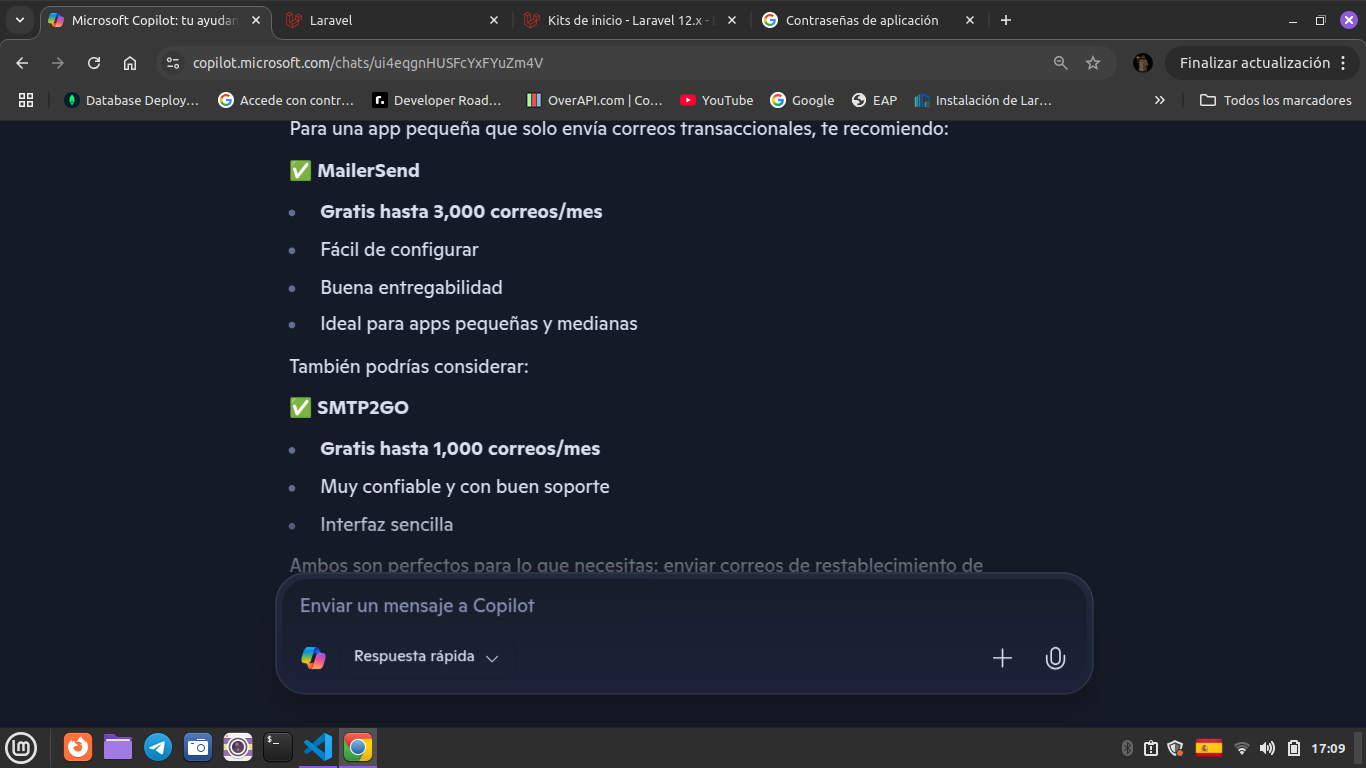 Microsoft Copilot: tu ayudan
Laravel
Kits de inicio - Laravel 12.x -
Contraseñas de aplicación
copilot.microsoft.com/chats/ui4eqgnHUSFcYxFYuZm4V
Finalizar actualización
Database Deploy...
Accede con contr...
Developer Road...
OverAPI.com | Co...
YouTube
Google
EAP
Instalación de Lar...
Todos los marcadores
Para una app pequeña que solo envía correos transaccionales, te recomiendo:
✅ MailerSend
• Gratis hasta 3,000 correos/mes
• Fácil de configurar
• Buena entregabilidad
• Ideal para apps pequeñas y medianas
También podrías considerar:
✅ SMTP2GO
• Gratis hasta 1,000 correos/mes
• Muy confiable y con buen soporte
• Interfaz sencilla
Ambos son perfectos para lo que necesitas: enviar correos de restablecimiento de
Enviar un mensaje a Copilot
Respuesta rápida
17:09